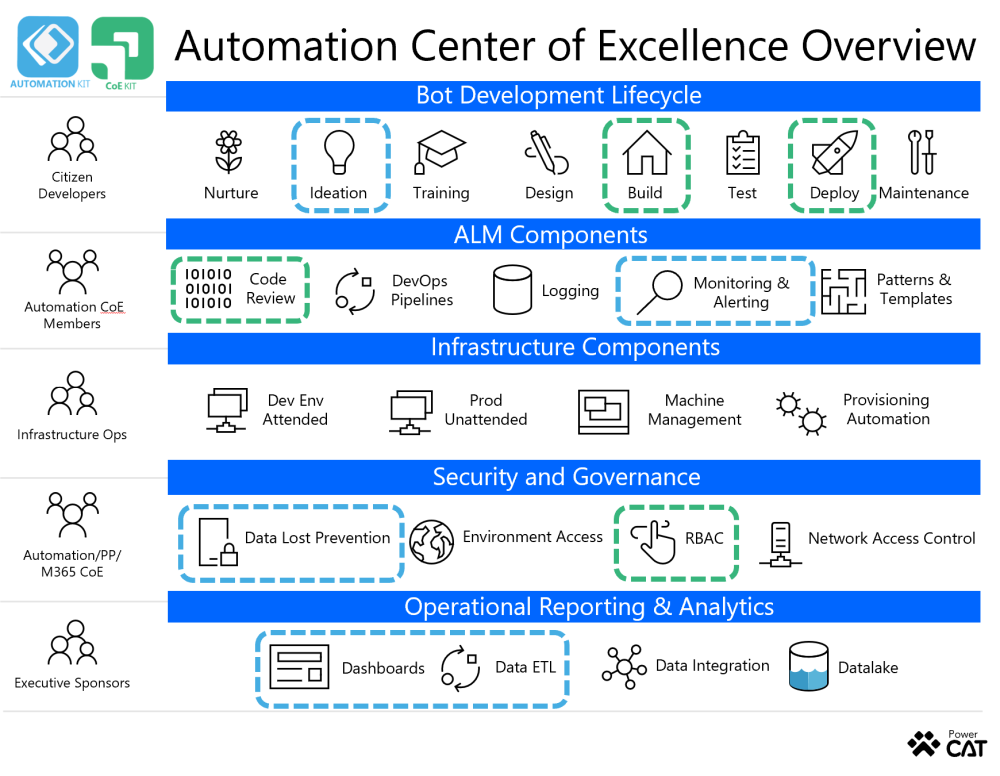 Automation Center of Excellence Overview
AUTOMATION KIT
CoE KIT
Bot Development Lifecycle
Citizen
Developers
Nurture
Ideation
Training
Design
Build
Test
Deploy
Maintenance
ALM Components
Automation CoE
Members
101010
010101
101010
Code
Review
DevOps
Pipelines
Logging
Monitoring &
Alerting
Patterns &
Templates
Infrastructure Components
Infrastructure Ops
Dev Env
Attended
Prod
Unattended
Machine
Management
Provisioning
Automation
Security and Governance
Automation/PP/
M365 CoE
Data Lost Prevention
Environment Access
RBAC
Network Access Control
Operational Reporting & Analytics
Executive Sponsors
Dashboards
Data ETL
Data Integration
Datalake
Power
CAT